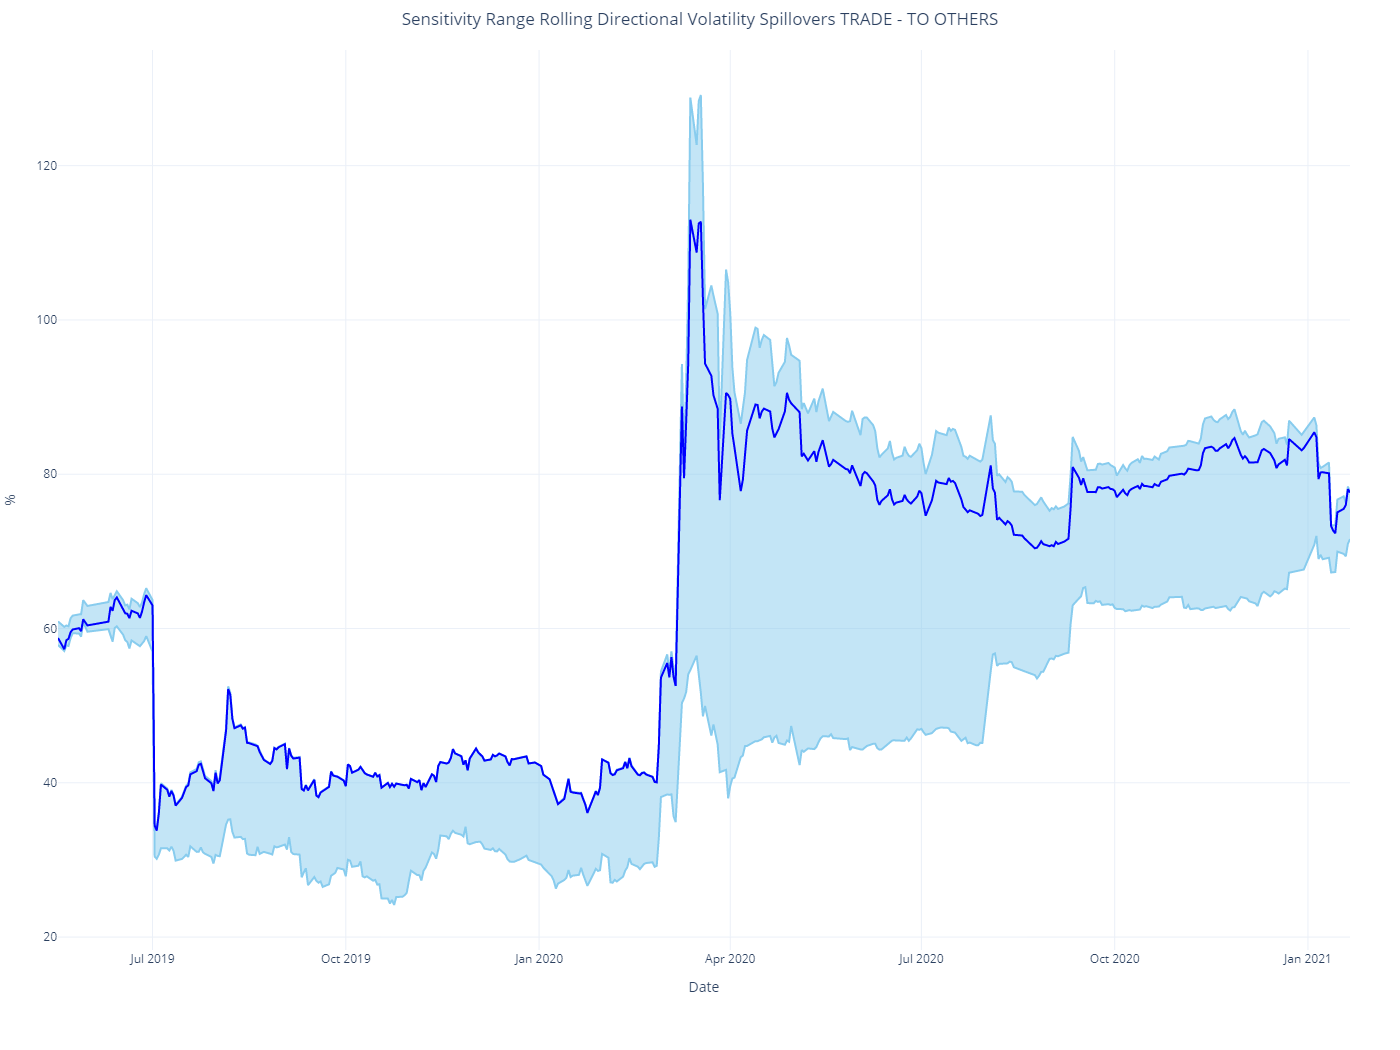 Sensitivity Range Rolling Directional Volatility Spillovers TRADE - TO OTHERS
120
100
80
60
40
20
%
Jul 2019
Oct 2019
Jan 2020
Apr 2020
Jul 2020
Oct 2020
Jan 2021
Date